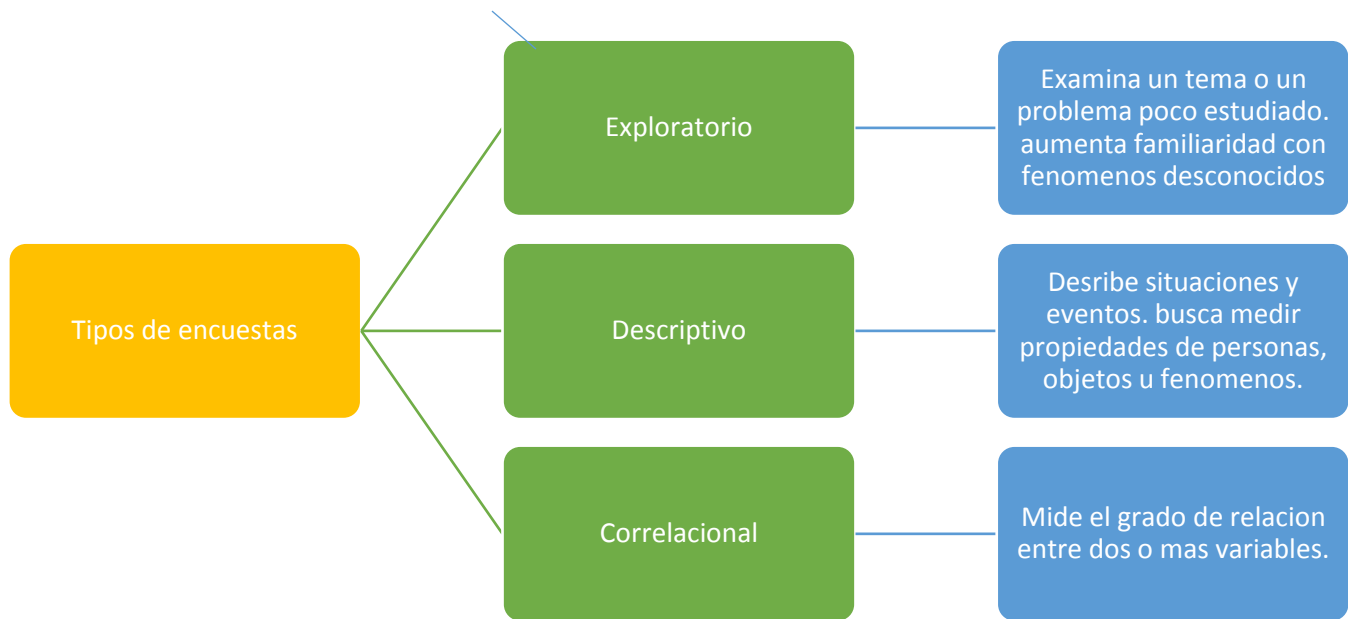 Tipos de encuestas
Exploratorio
Examina un tema o un
problema poco estudiado.
aumenta familiaridad con
fenomenos desconocidos
Descriptivo
Desribe situaciones y
eventos. busca medir
propiedades de personas,
objetos u fenomenos.
Correlacional
Mide el grado de relacion
entre dos o mas variables.